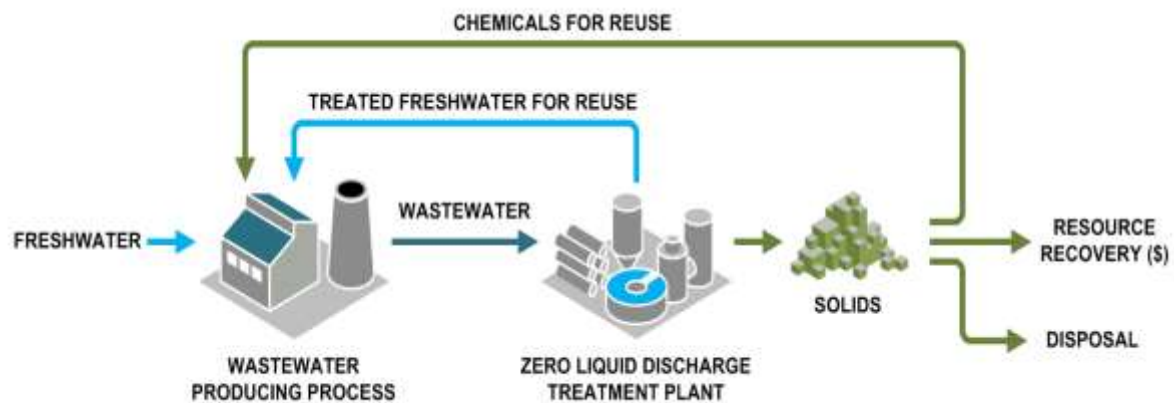 CHEMICALS FOR REUSE
TREATED FRESHWATER FOR REUSE
WASTEWATER
FRESHWATER
RESOURCE
RECOVERY ($)
SOLIDS
DISPOSAL
WASTEWATER
PRODUCING PROCESS
ZERO LIQUID DISCHARGE
TREATMENT PLANT